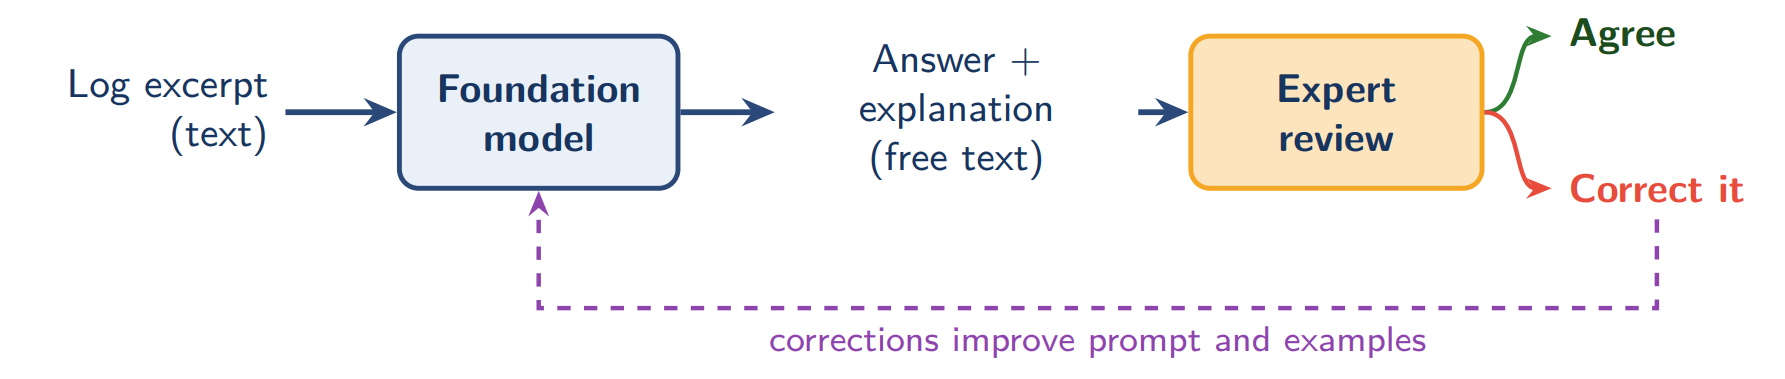 Log excerpt
(text)
Foundation
model
Answer +
explanation
(free text)
Expert
review
Agree
Correct it
corrections improve prompt and examples